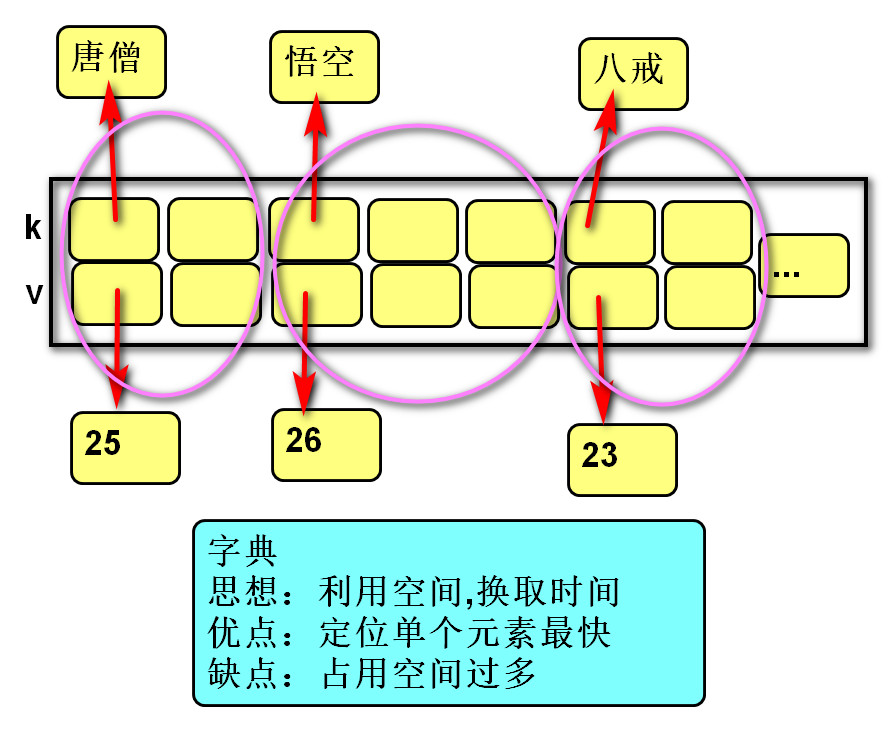 唐僧
悟空
八戒
k
v
...
25
26
23
字典
思想：利用空间,换取时间
优点：定位单个元素最快
缺点：占用空间过多